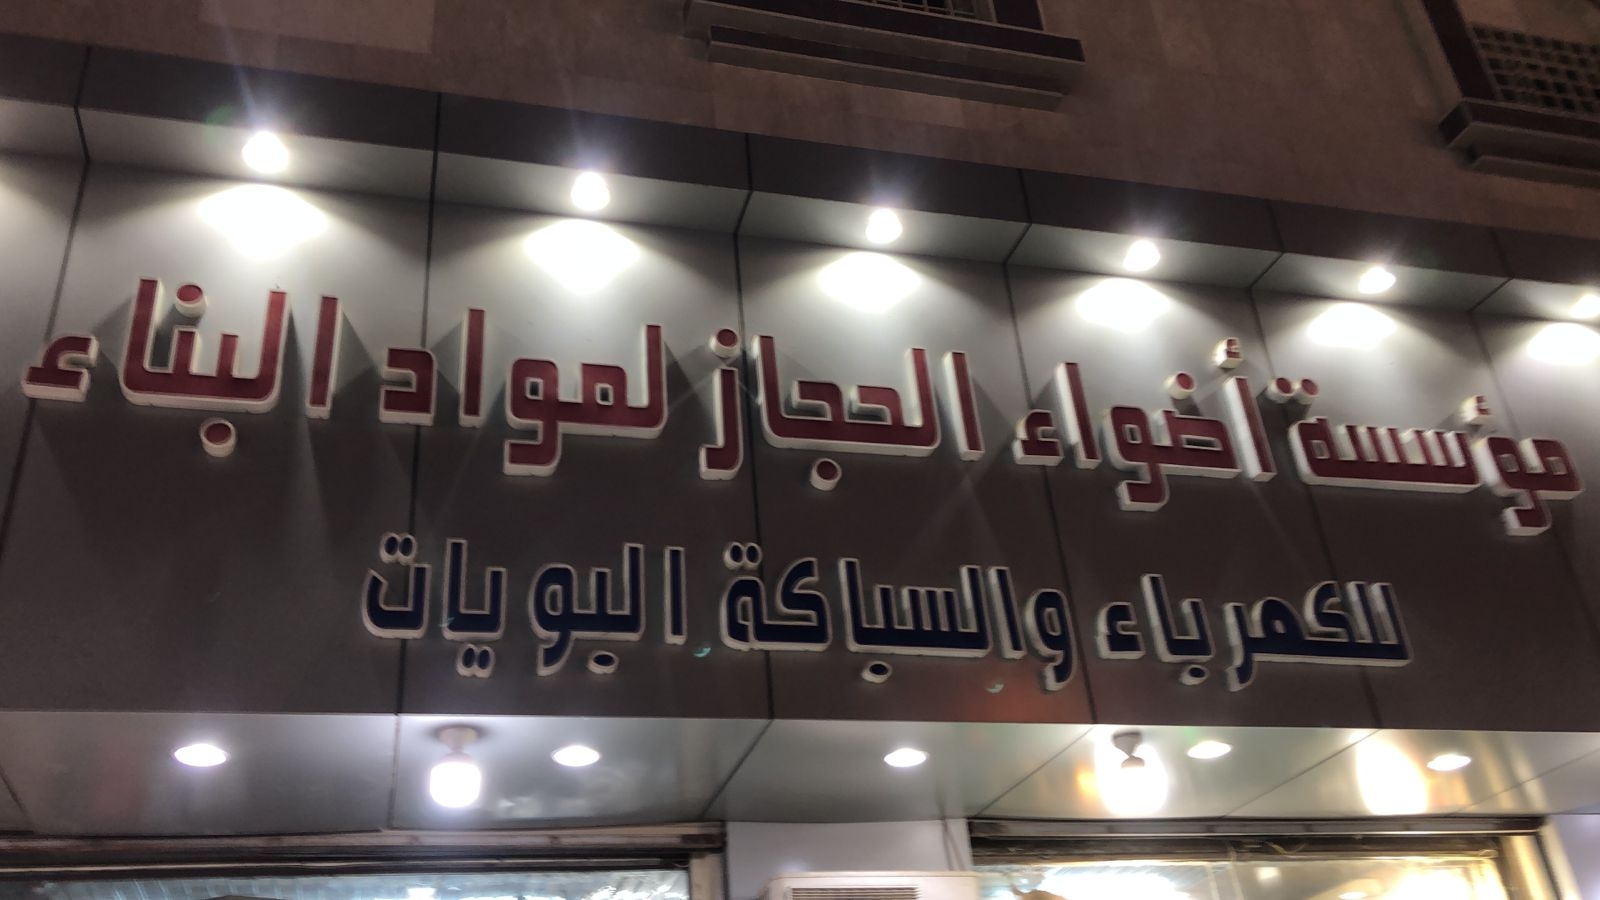 مؤسسة أضواء الحجاز لمواد البناء
للكهرباء والسباكة البويات